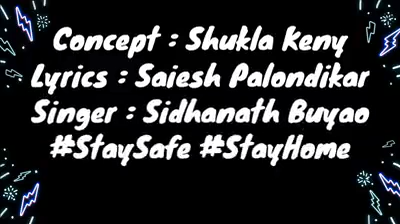 Concept : Shukla Keny
Lyrics : Saiesh Palondikar
Singer : Sidhanath Buyao
#StaySafe #StayHome